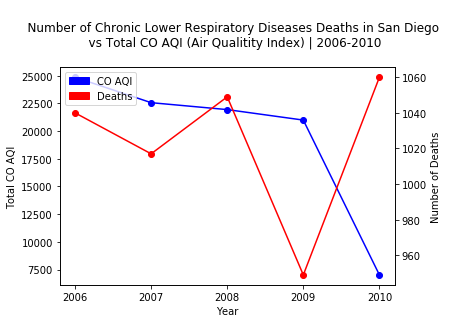 Number of Chronic Lower Respiratory Diseases Deaths in San Diego
vs Total CO AQI (Air Qualitity Index) | 2006-2010
CO AQI
Deaths
25000
22500
20000
17500
15000
12500
10000
7500
Total CO AQI
1060
1040
1020
1000
980
960
Number of Deaths
2006 2007 2008 2009 2010
Year